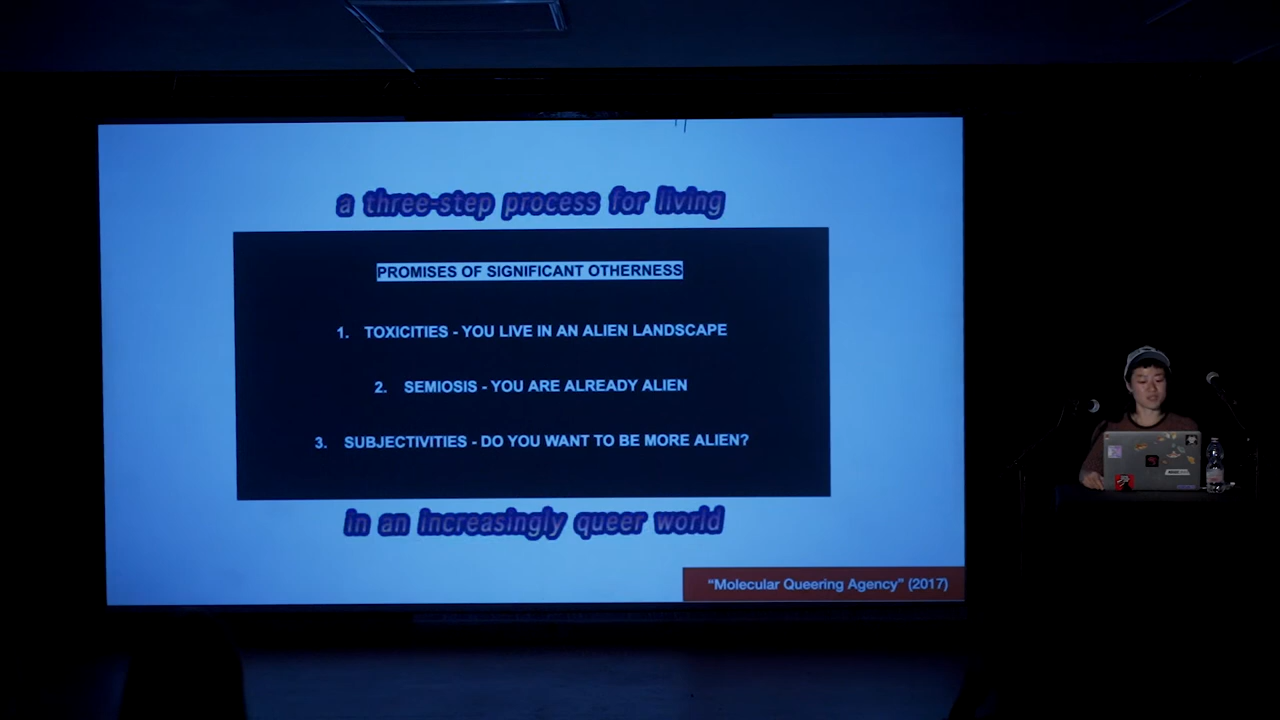 a three-step process for living
PROMISES OF SIGNIFICANT OTHERNESS
1. TOXICITIES - YOU LIVE IN AN ALIEN LANDSCAPE
2. SEMIOSIS - YOU ARE ALREADY ALIEN
3. SUBJECTIVITIES - DO YOU WANT TO BE MORE ALIEN?
in an increasingly queer world
“Molecular Queering Agency” (2017)